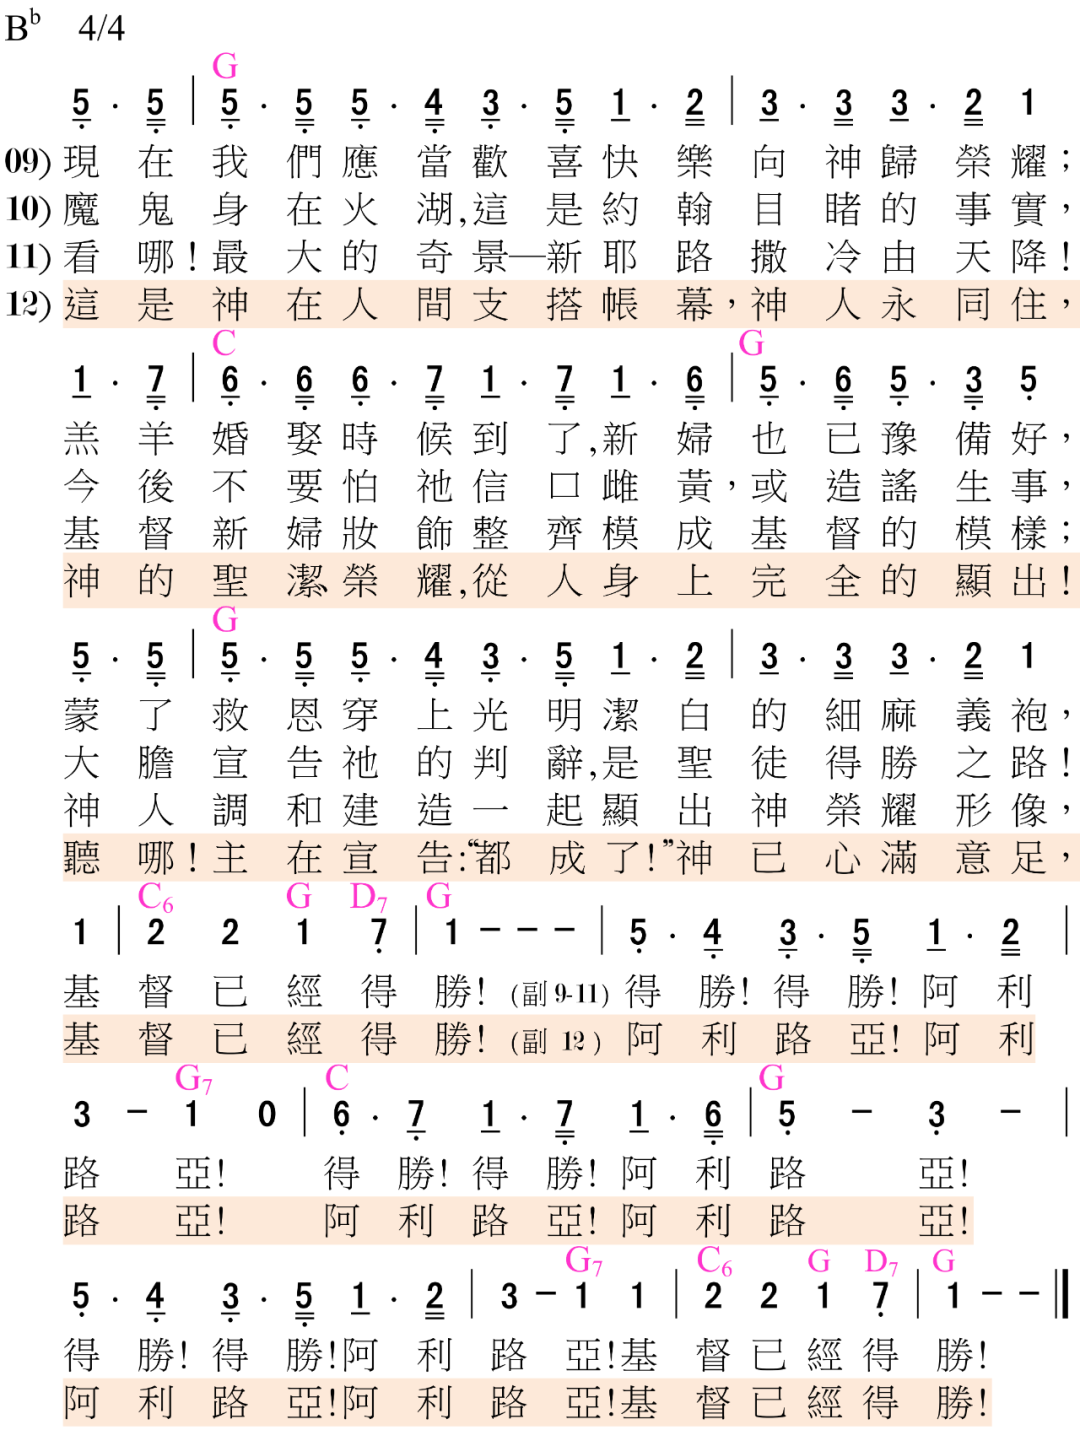 B♭ 4/4
G
5 . 5 | 5 . 5 5 . 4 3 . 5 1 . 2 | 3 . 3 3 . 2 1
09) 現在我們應當歡喜快樂向神歸榮耀；
10) 魔鬼身在火湖,這是約翰目睹的事實，
11) 看哪！最大的奇景—新耶路撒冷由天降！
12) 這是神在人間支搭帳幕，神人永同住，
C G
1 . 7 | 6 . 6 6 . 7 1 . 7 1 . 6 | 5 . 6 5 . 3 5
羔羊婚娶時候到了,新婦也已豫備好，
今後不要怕祂信口雌黃，或造謠生事，
基督新婦妝飾整齊模成基督的模樣；
神的聖潔、榮耀,從人身上完全的顯出！
G
5 . 5 | 5 . 5 5 . 4 3 . 5 1 . 2 | 3 . 3 3 . 2 1
蒙了救恩穿上光明潔白的細麻義袍，
大膽宣告祂的判辭,是聖徒得勝之路！
神人調和建造一起顯出神榮耀形像，
聽哪！主在宣告:“都成了!”神已心滿意足，
C6 G D7 G
1 | 2 2 1 7 | 1 - - - | 5 . 4 3 . 5 1 . 2 |
基督已經得勝! (副9-11) 得勝!得勝!阿利
基督已經得勝! (副 12) 阿利路亞!阿利
G7 C G
3 - 1 0 | 6 . 7 1 . 7 1 . 6 | 5 - 3 - |
路亞! 得勝!得勝!阿利路亞!
路亞! 阿利路亞!阿利路亞!
G7 C6 G D7 G
5 . 4 3 . 5 1 . 2 | 3 - 1 1 | 2 2 1 7 | 1 - - ‖
得勝!得勝!阿利路亞!基督已經得勝!
阿利路亞!阿利路亞!基督已經得勝!